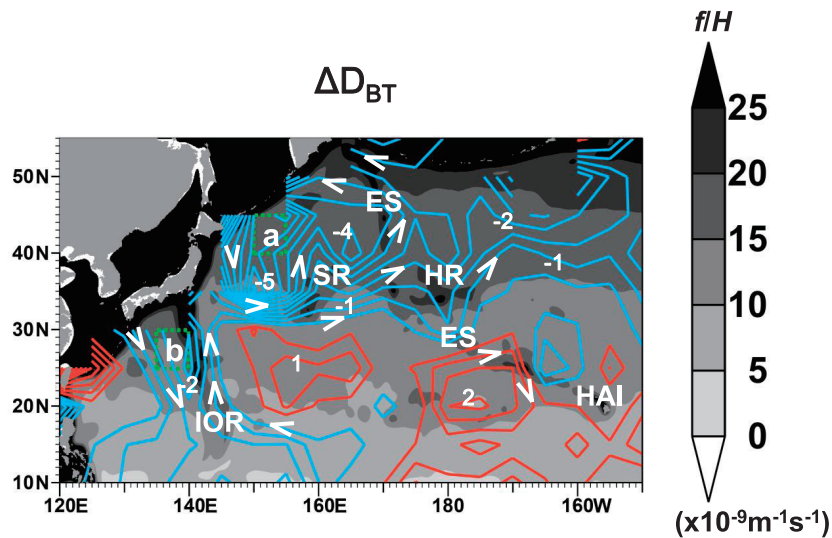 f/H
ΔD_BT
25
20
15
10
5
0
(x10⁻⁹m⁻¹s⁻¹)
50N
40N
30N
20N
10N
120E
140E
160E
180
160W
ES
-2
a
-4
-5
SR
HR
-1
-1
ES
b
1
-2
2
HAI
IOR